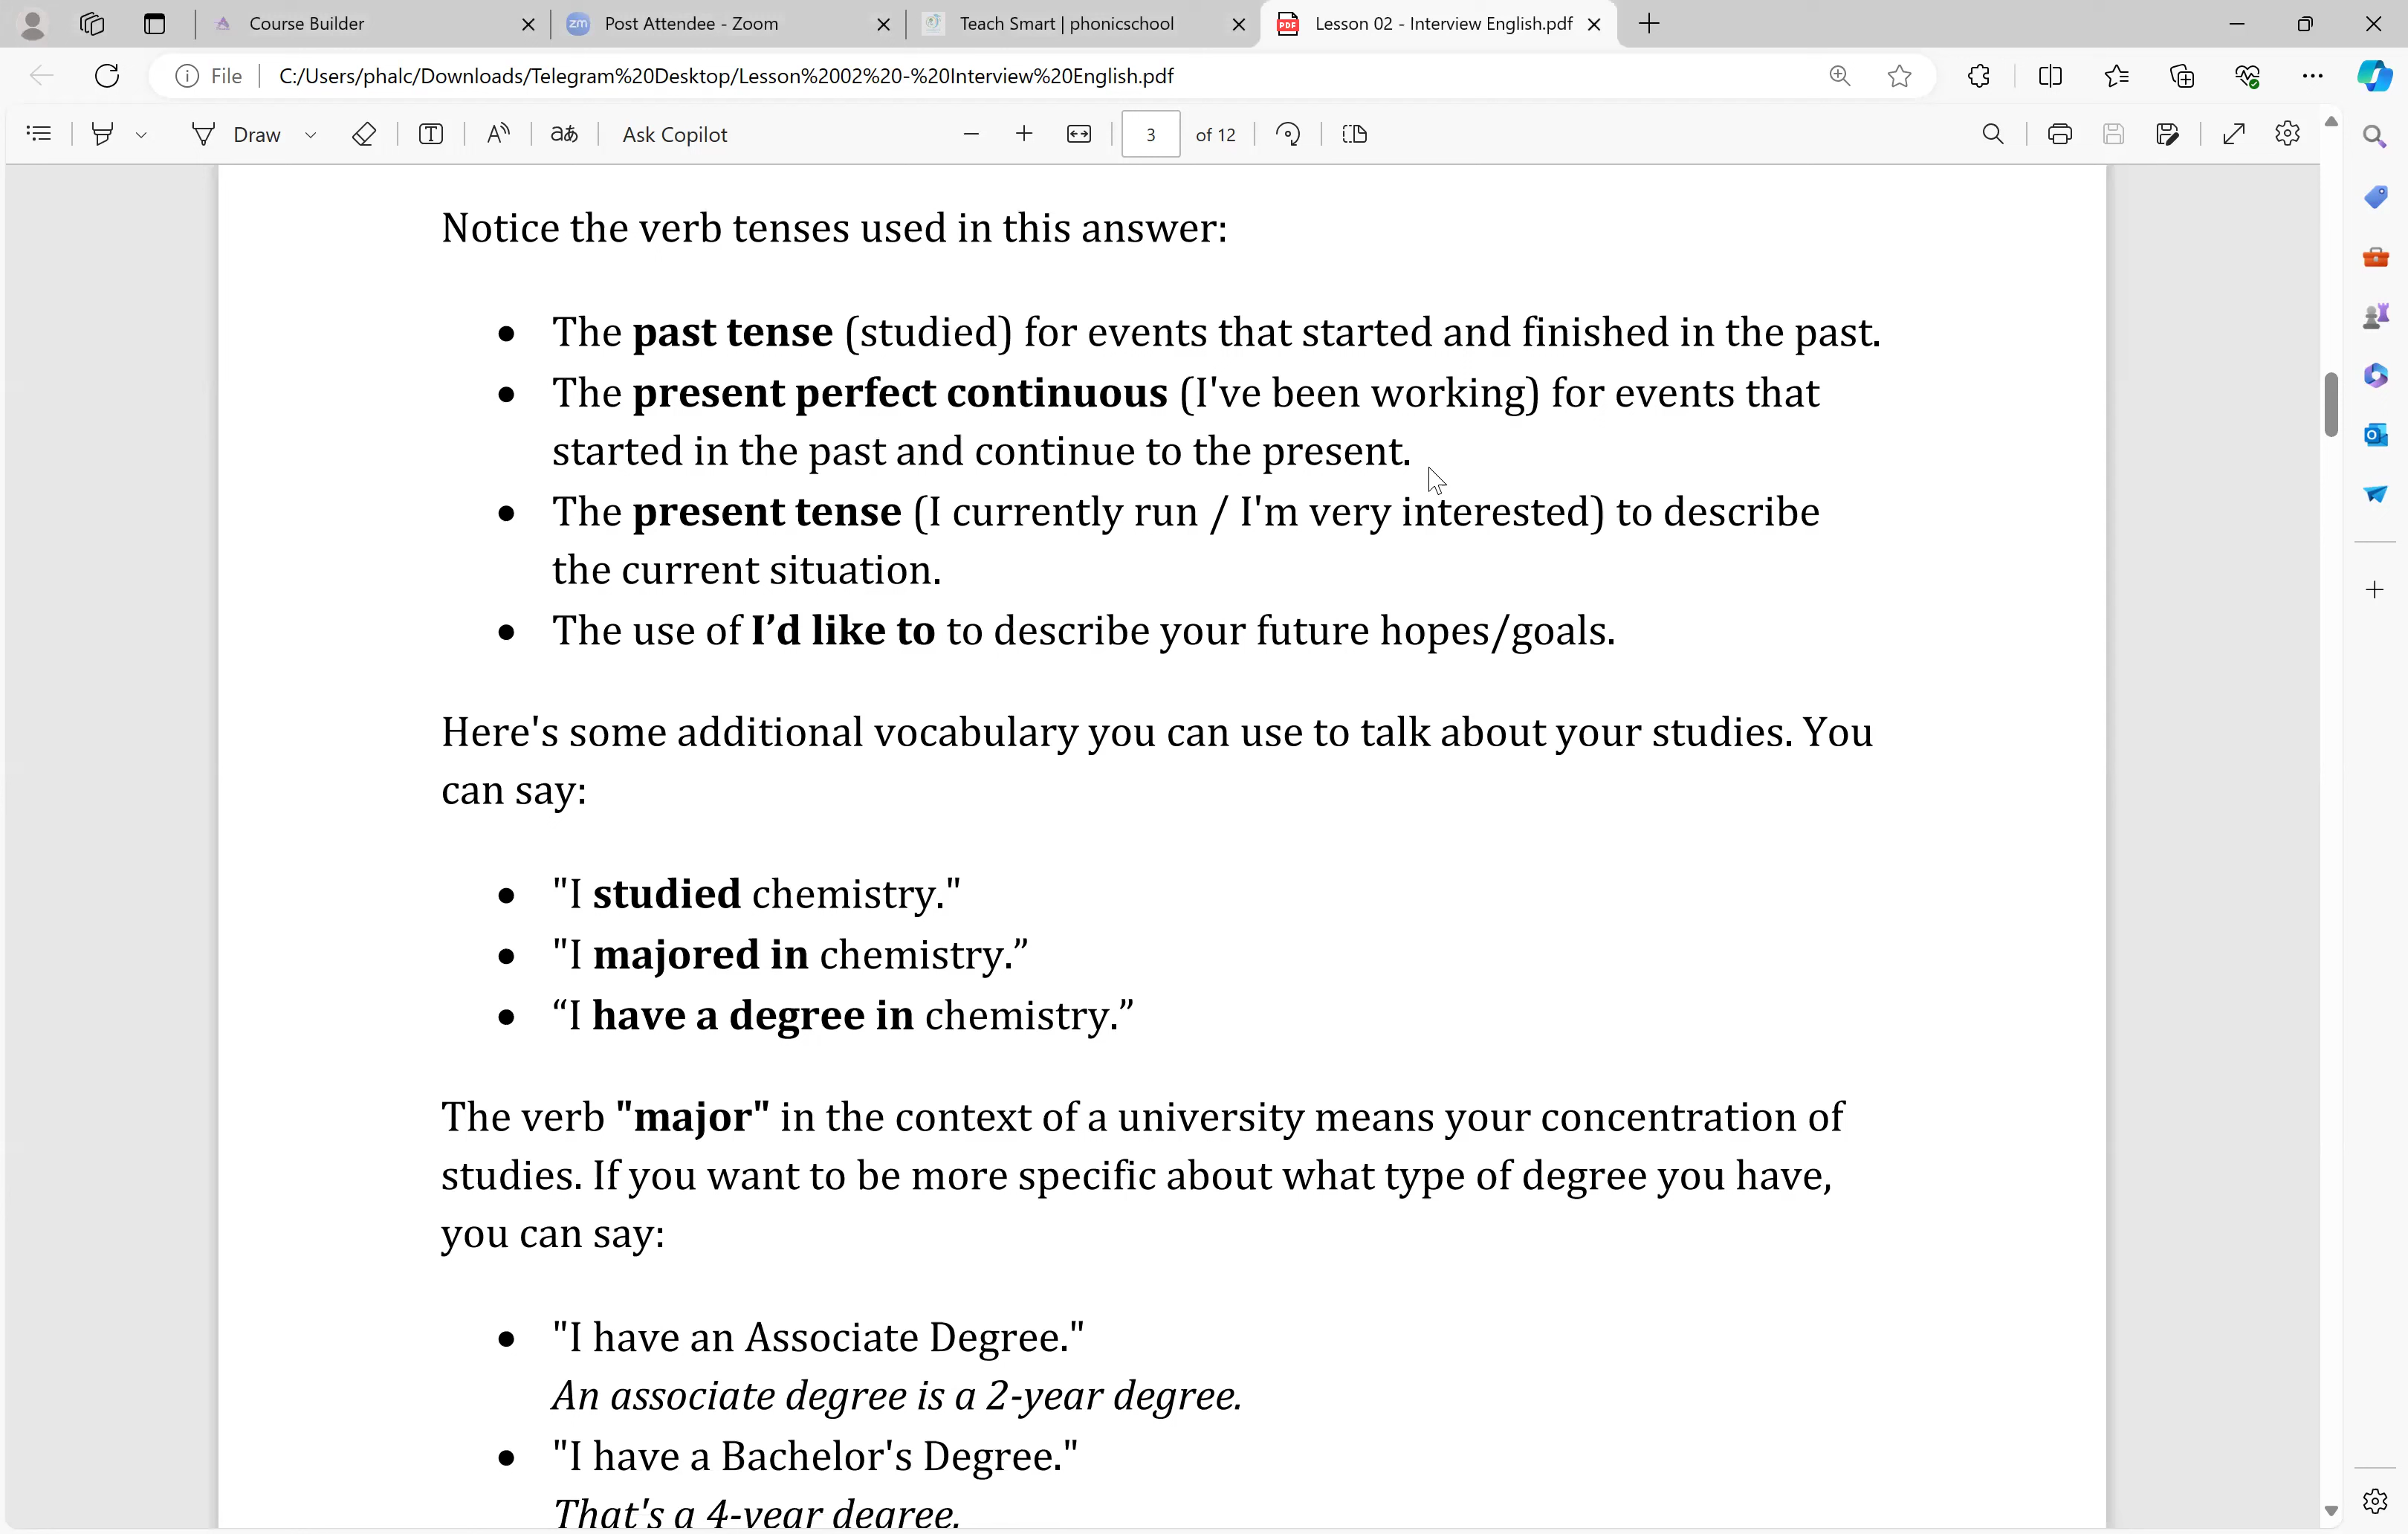 Course Builder
Post Attendee - Zoom
Teach Smart | phonicschool
Lesson 02 - Interview English.pdf
File
C:/Users/phalc/Downloads/Telegram%20Desktop/Lesson%2002%20-%20Interview%20English.pdf
Draw
Ask Copilot
3 of 12
Notice the verb tenses used in this answer:
• The past tense (studied) for events that started and finished in the past.
• The present perfect continuous (I've been working) for events that
started in the past and continue to the present.
• The present tense (I currently run / I'm very interested) to describe
the current situation.
• The use of I’d like to to describe your future hopes/goals.
Here's some additional vocabulary you can use to talk about your studies. You
can say:
• "I studied chemistry."
• "I majored in chemistry.”
• “I have a degree in chemistry.”
The verb "major" in the context of a university means your concentration of
studies. If you want to be more specific about what type of degree you have,
you can say:
• "I have an Associate Degree."
An associate degree is a 2-year degree.
• "I have a Bachelor's Degree."
That's a 4-year degree.